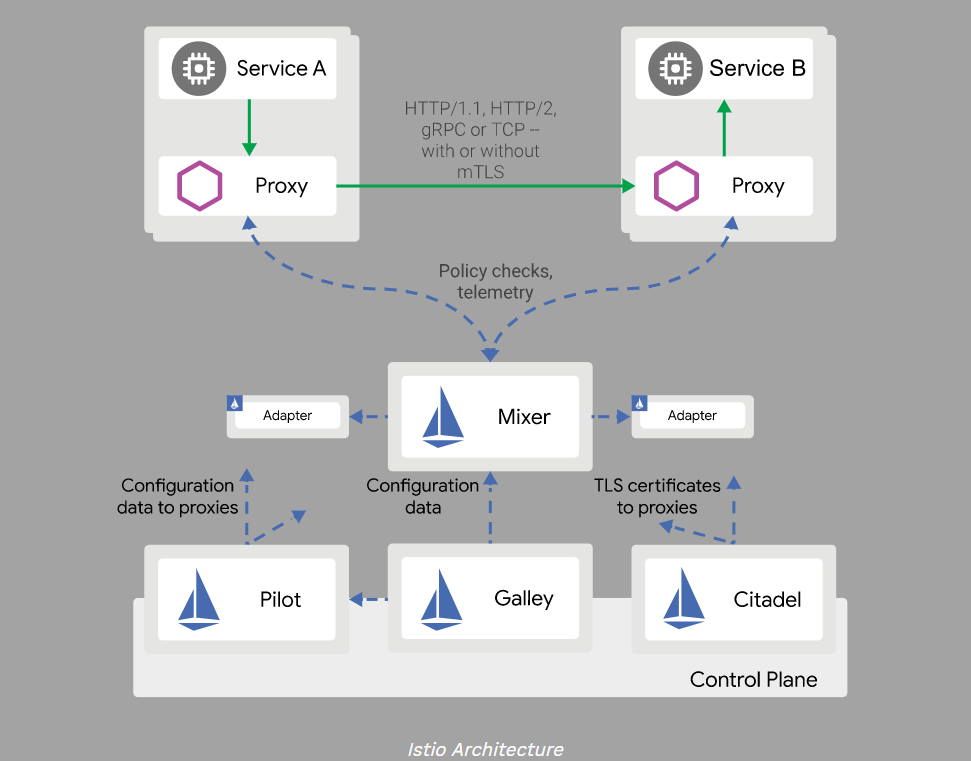 Service A
Service B
HTTP/1.1, HTTP/2,
gRPC or TCP --
with or without
mTLS
Proxy
Proxy
Policy checks,
telemetry
Mixer
Adapter
Adapter
Configuration
data to proxies
Configuration
data
TLS certificates
to proxies
Pilot
Galley
Citadel
Control Plane
Istio Architecture